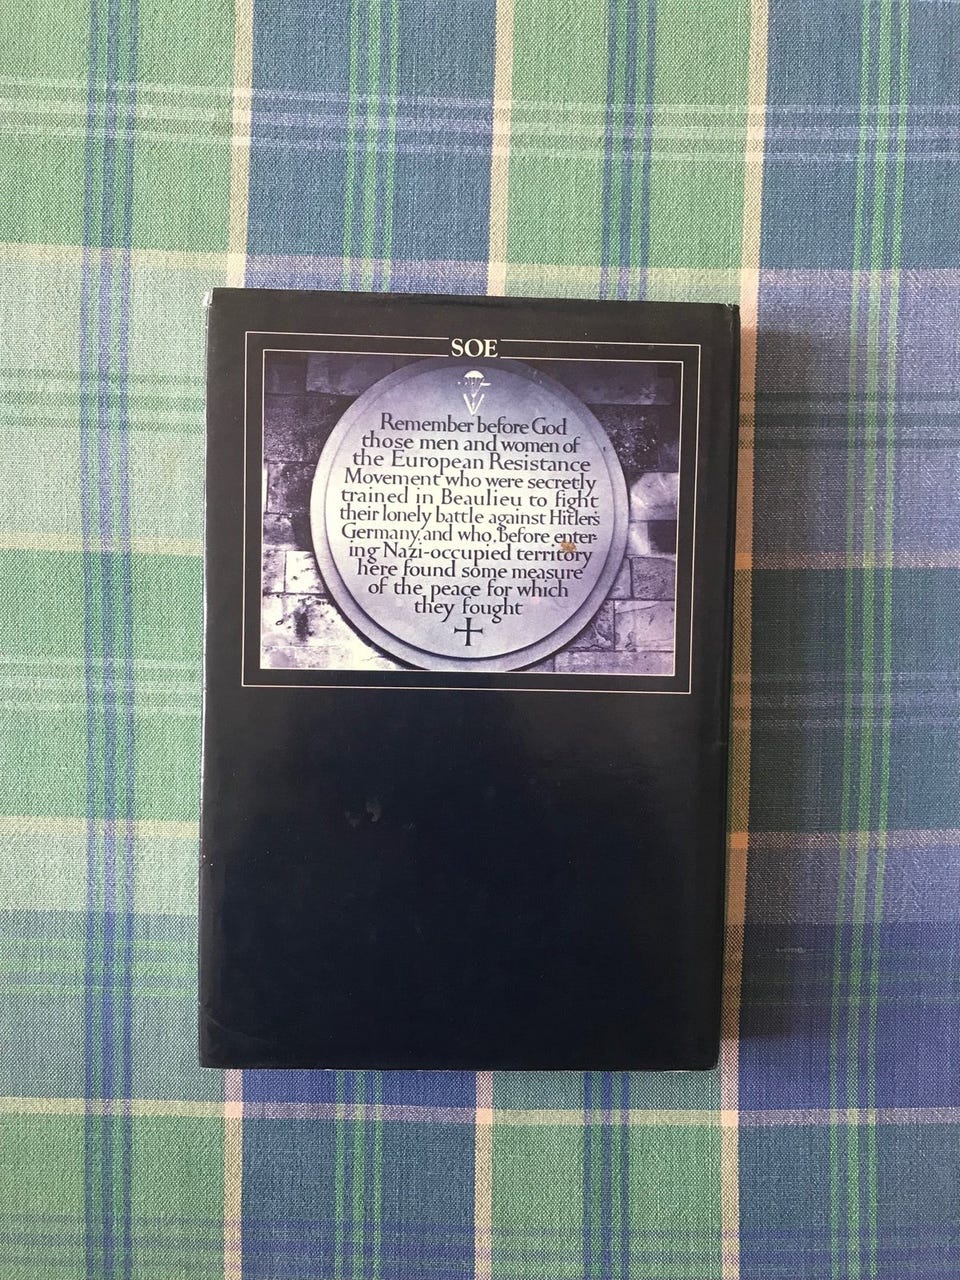 SOE
Remember before God
those men and women of
the European Resistance
Movement who were secretly
trained in Beaulieu to fight
their lonely battle against Hitler's
Germany and who, before enter-
ing Nazi-occupied territory
here found some measure
of the peace for which
they fought